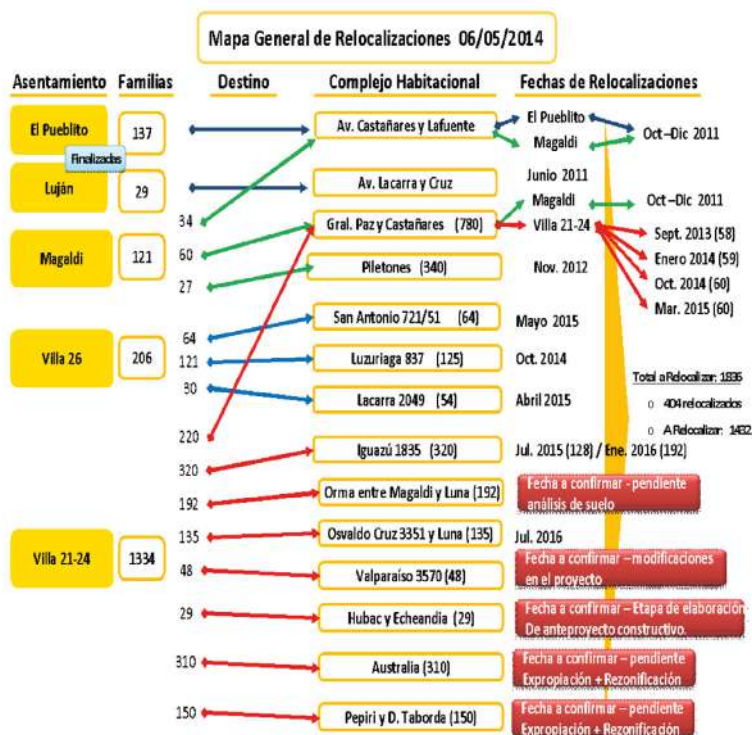 Mapa General de Relocalizaciones 06/05/2014
Asentamiento Familias Destino Complejo Habitacional Fechas de Relocalizaciones
El Pueblito 137 Av. Castañares y Lafuente El Pueblito
Magaldi Oct –Dic 2011
Finalizadas
Luján 29 Av. Lacarra y Cruz Junio 2011
34 Magaldi Oct –Dic 2011
Gral. Paz y Castañares (780) Villa 21-24 Sept. 2013 (58)
Magaldi 121 60 Enero 2014 (59)
27 Piletones (340) Nov. 2012 Oct. 2014 (60)
Mar. 2015 (60)
64 San Antonio 721/51 (64) Mayo 2015
Villa 26 206 121 Luzuriaga 837 (125) Oct. 2014
30 Lacarra 2049 (54) Abril 2015
Total a Relocalizar: 1836
o 404 relocalizados
o A Relocalizar: 1432
220
320 Iguazú 1835 (320) Jul. 2015 (128) / Ene. 2016 (192)
192 Orma entre Magaldi y Luna (192) Fecha a confirmar - pendiente
análisis de suelo
Villa 21-24 1334 135 Osvaldo Cruz 3351 y Luna (135) Jul. 2016
48 Valparaíso 3570 (48) Fecha a confirmar – modificaciones
en el proyecto
29 Hubac y Echeandia (29) Fecha a confirmar – Etapa de elaboración
De anteproyecto constructivo.
310 Australia (310) Fecha a confirmar – pendiente
Expropiación + Rezonificación
150 Pepiri y D. Taborda (150) Fecha a confirmar – pendiente
Expropiación + Rezonificación